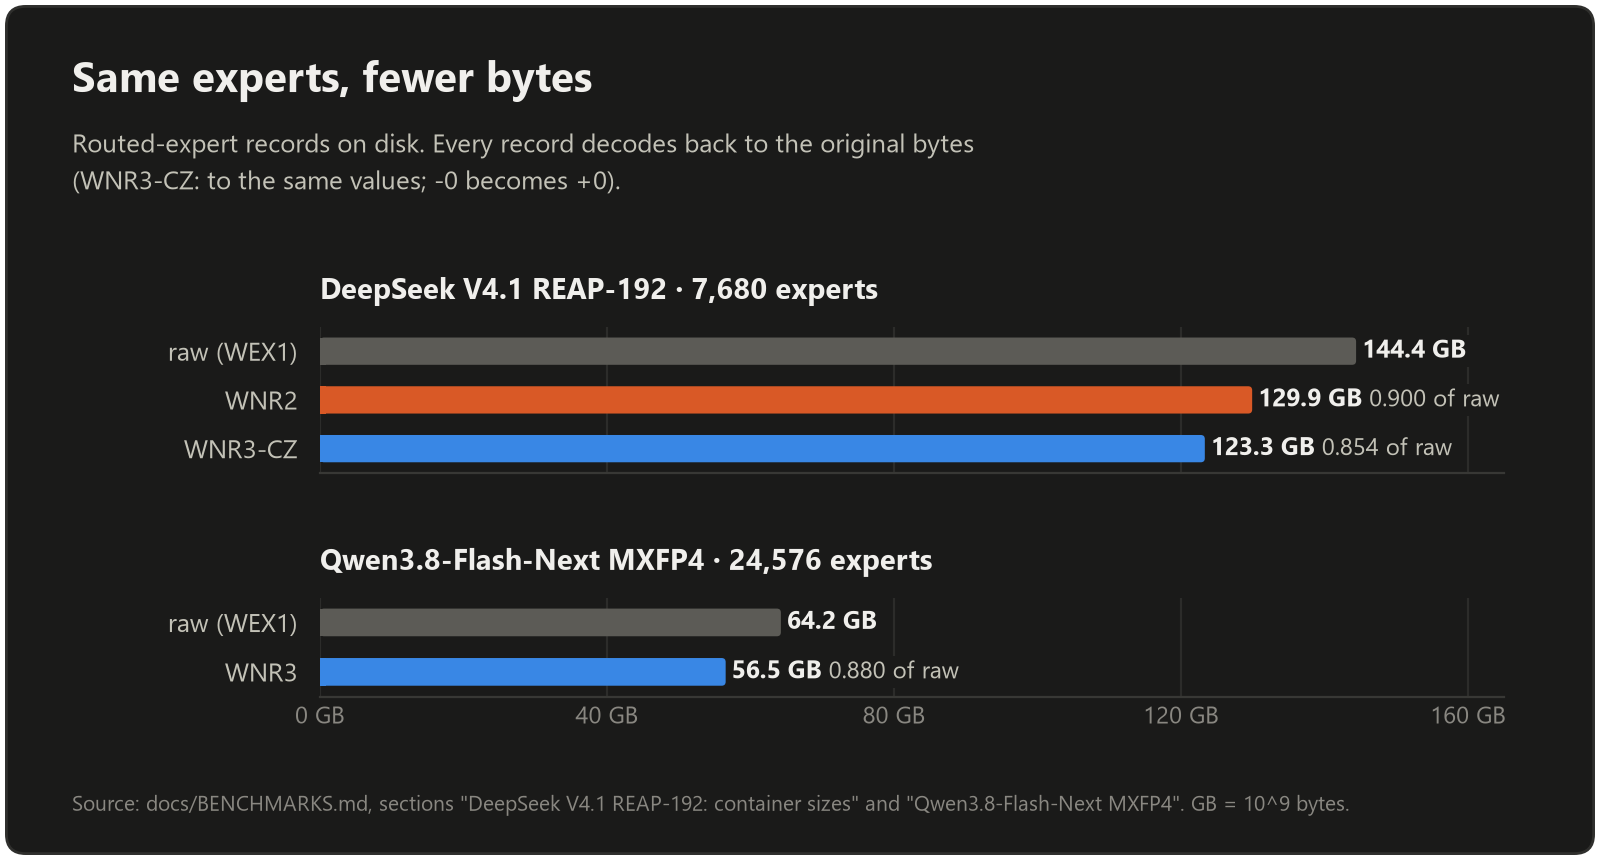 Same experts, fewer bytes
Routed-expert records on disk. Every record decodes back to the original bytes
(WNR3-CZ: to the same values; -0 becomes +0).
DeepSeek V4.1 REAP-192 · 7,680 experts
raw (WEX1) 144.4 GB
WNR2 129.9 GB 0.900 of raw
WNR3-CZ 123.3 GB 0.854 of raw
Qwen3.8-Flash-Next MXFP4 · 24,576 experts
raw (WEX1) 64.2 GB
WNR3 56.5 GB 0.880 of raw
0 GB 40 GB 80 GB 120 GB 160 GB
Source: docs/BENCHMARKS.md, sections "DeepSeek V4.1 REAP-192: container sizes" and "Qwen3.8-Flash-Next MXFP4". GB = 10^9 bytes.